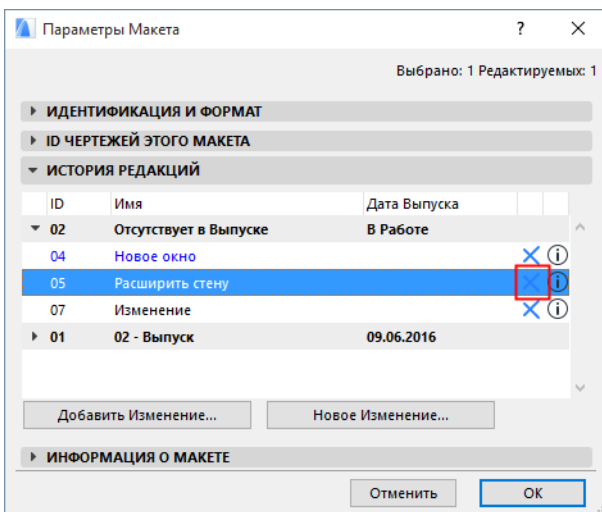 Параметры Макета ?
Выбрано: 1 Редактируемых: 1
ИДЕНТИФИКАЦИЯ И ФОРМАТ
ID ЧЕРТЕЖЕЙ ЭТОГО МАКЕТА
ИСТОРИЯ РЕДАКЦИЙ
ID Имя Дата Выпуска
02 Отсутствует в Выпуске В Работе
04 Новое окно
05 Расширить стену
07 Изменение
01 02 - Выпуск 09.06.2016
Добавить Изменение... Новое Изменение...
ИНФОРМАЦИЯ О МАКЕТЕ
Отменить OK